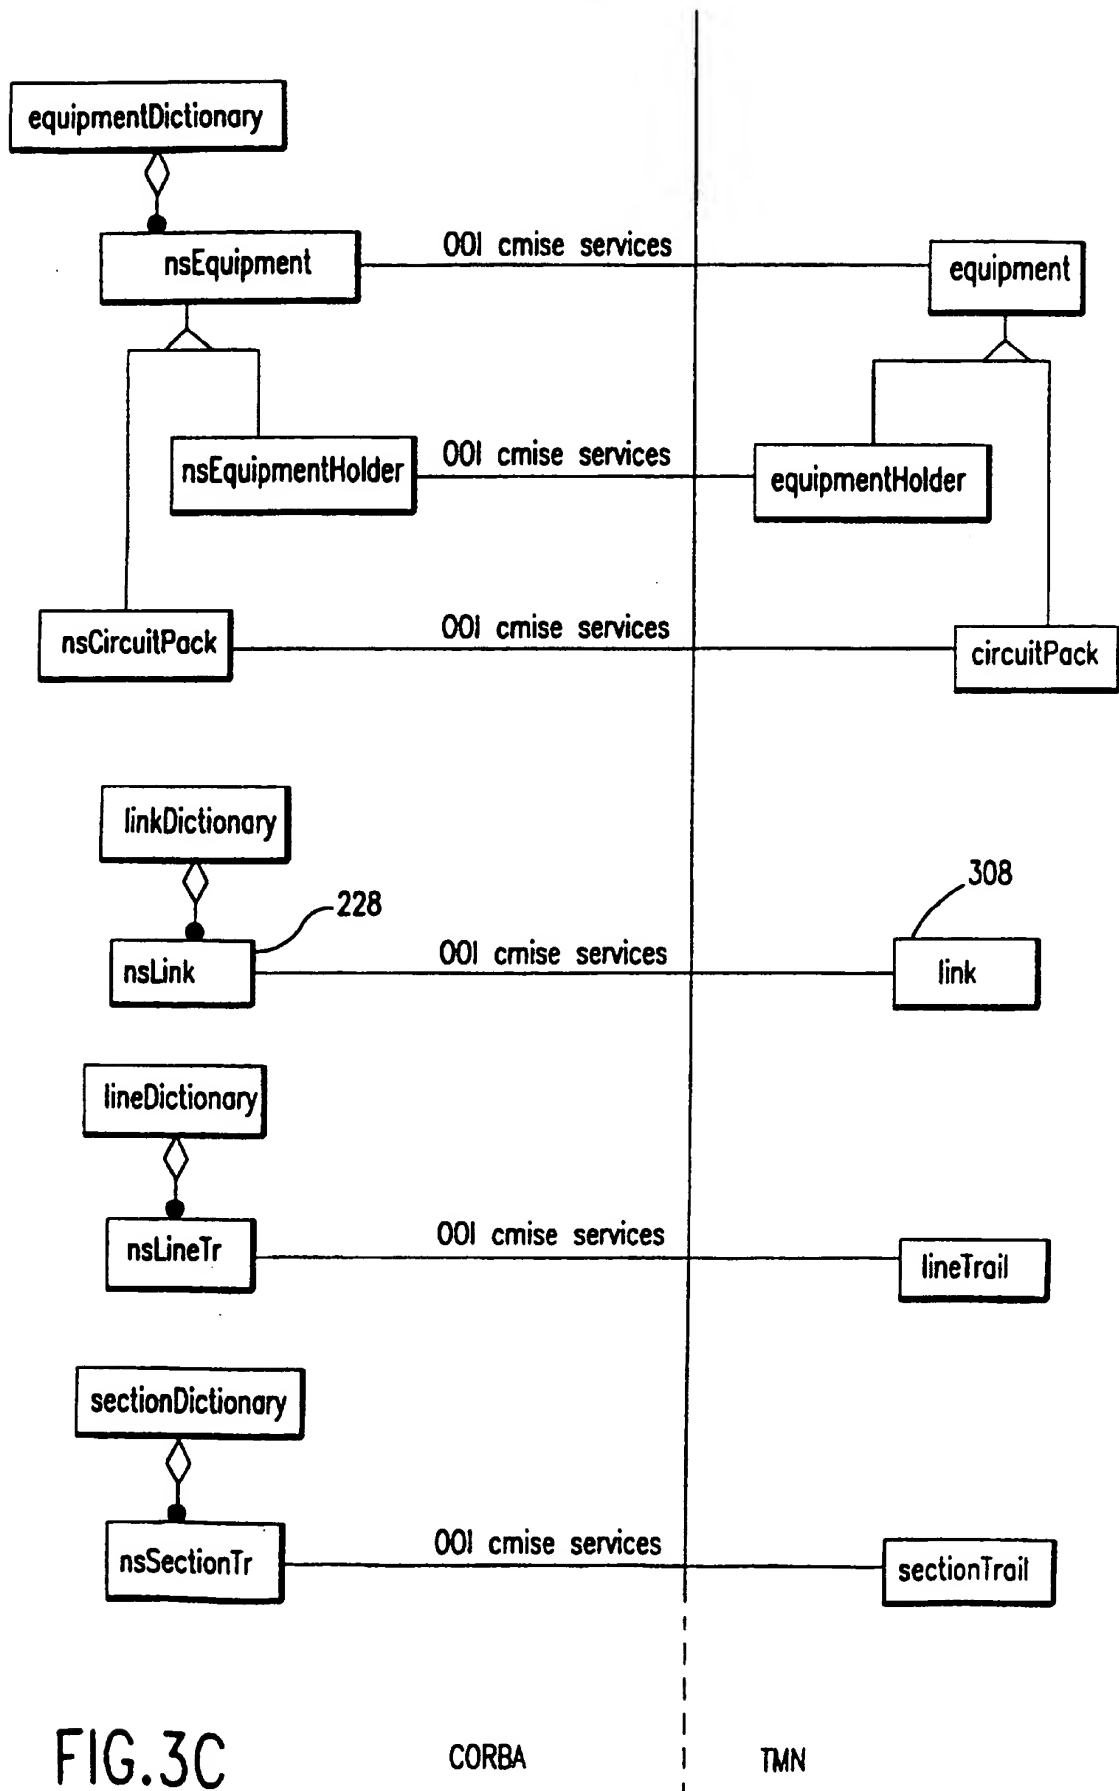 equipmentDictionary
nsEquipment
OOI cmise services
equipment
nsEquipmentHolder
OOI cmise services
equipmentHolder
nsCircuitPack
OOI cmise services
circuitPack
linkDictionary
228
308
nsLink
OOI cmise services
link
lineDictionary
nsLineTr
OOI cmise services
lineTrail
sectionDictionary
nsSectionTr
OOI cmise services
sectionTrail
FIG.3C
CORBA
TMN